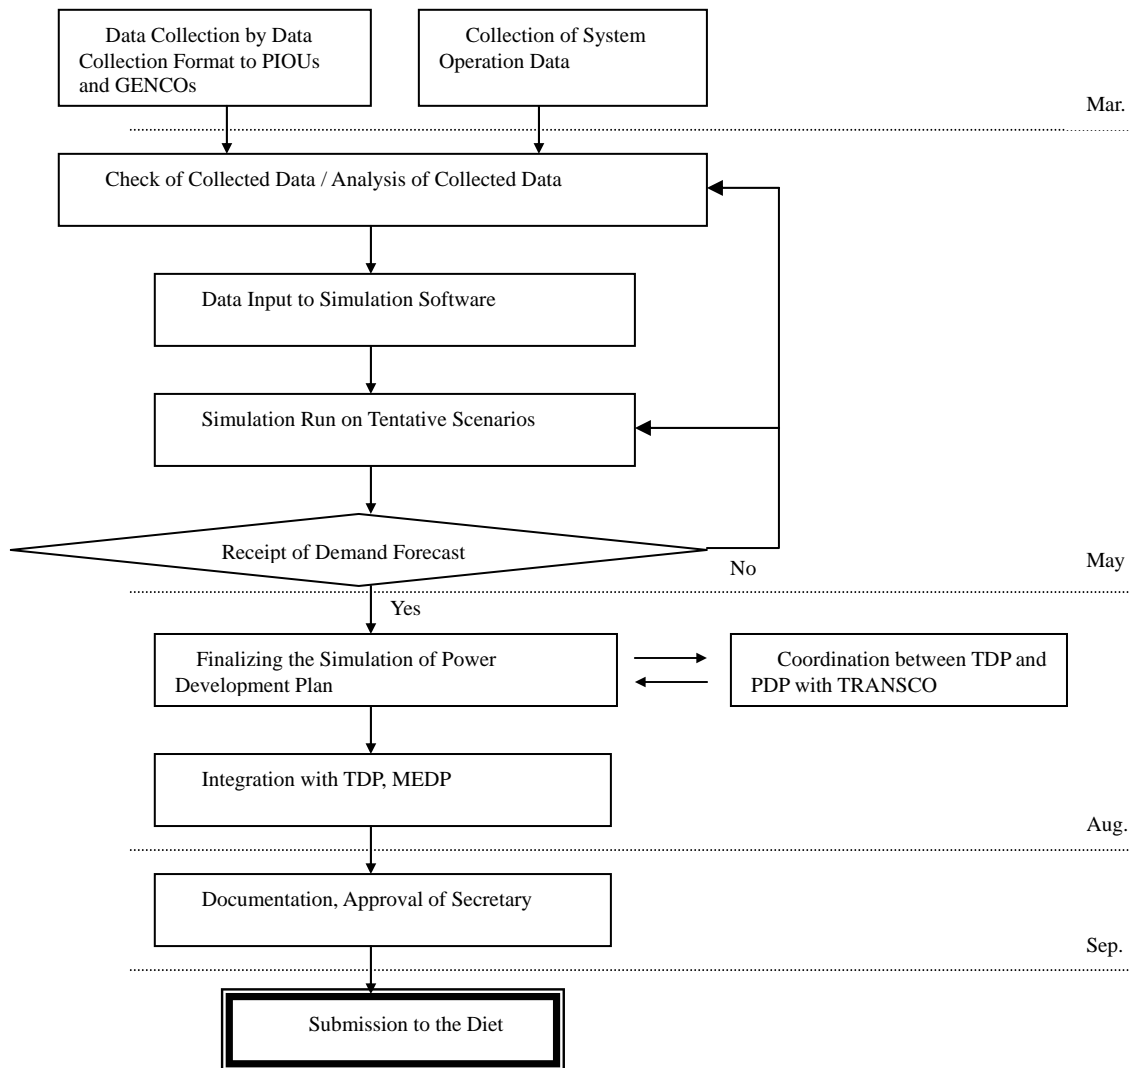 Data Collection by Data
Collection Format to PIOUs
and GENCOs
Collection of System
Operation Data
Mar.
Check of Collected Data / Analysis of Collected Data
Data Input to Simulation Software
Simulation Run on Tentative Scenarios
Receipt of Demand Forecast
No
May
Yes
Finalizing the Simulation of Power
Development Plan
Coordination between TDP and
PDP with TRANSCO
Integration with TDP, MEDP
Aug.
Documentation, Approval of Secretary
Sep.
Submission to the Diet